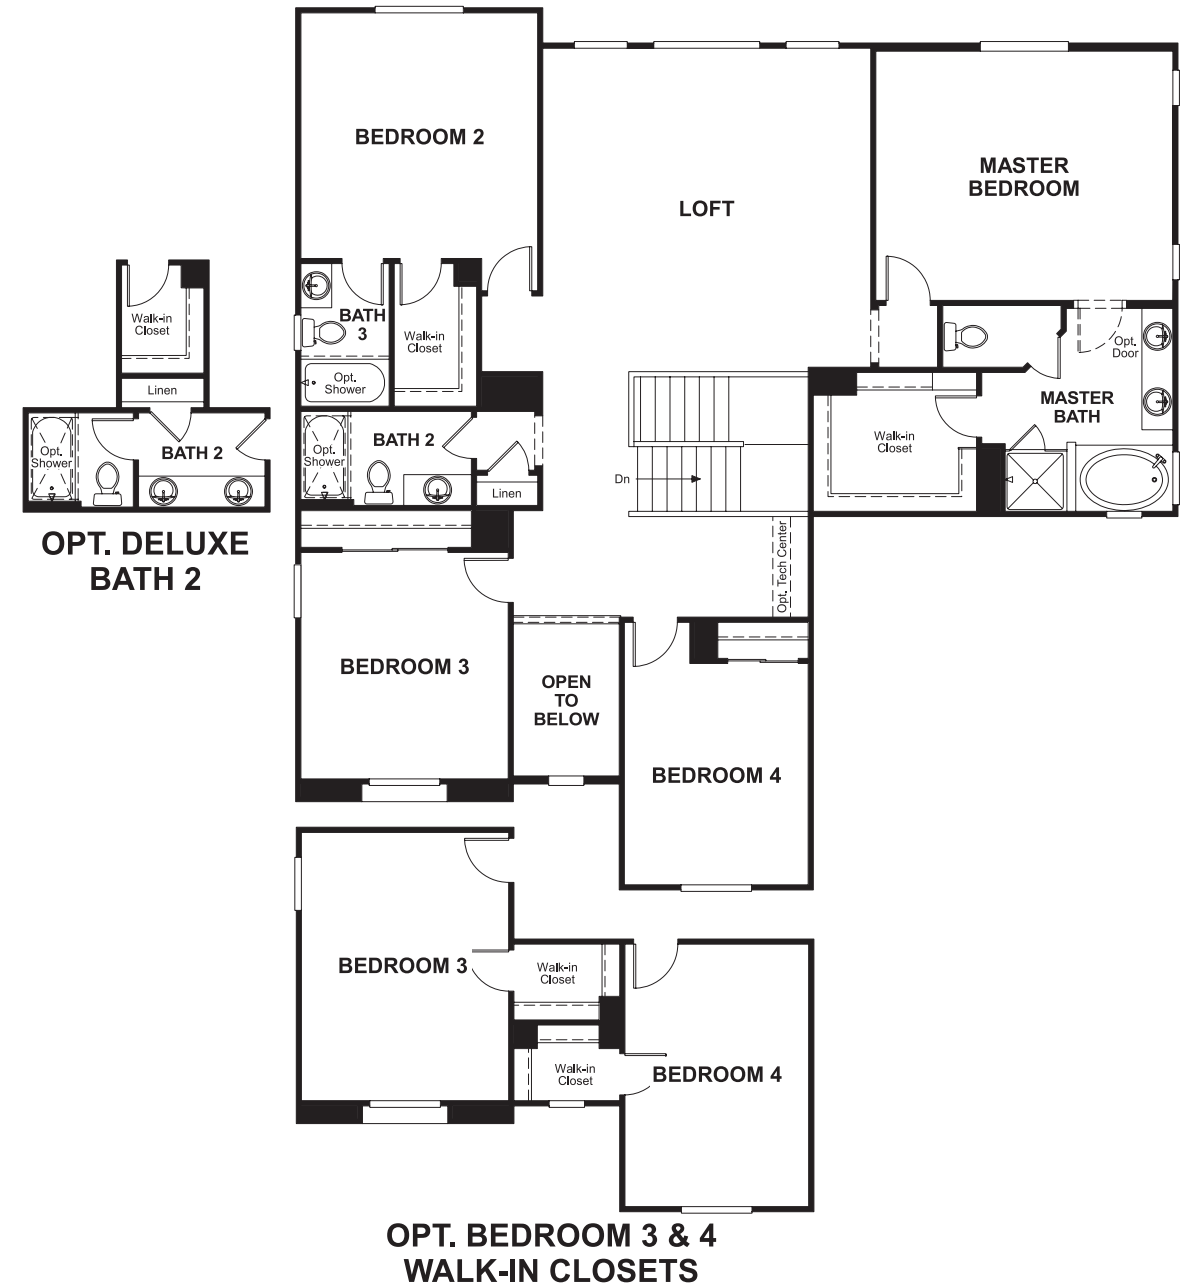 BEDROOM 2
MASTER
BEDROOM
LOFT
Walk-in
Closet
Linen
Opt.
Shower
BATH 2
OPT. DELUXE
BATH 2
BATH
3
Walk-in
Closet
Opt.
Shower
Opt.
Door
MASTER
BATH
BATH 2
Opt.
Shower
Linen
Walk-in
Closet
Dn
Opt. Tech Center
BEDROOM 3
OPEN
TO
BELOW
BEDROOM 4
BEDROOM 3
Walk-in
Closet
Walk-in
Closet
BEDROOM 4
OPT. BEDROOM 3 & 4
WALK-IN CLOSETS